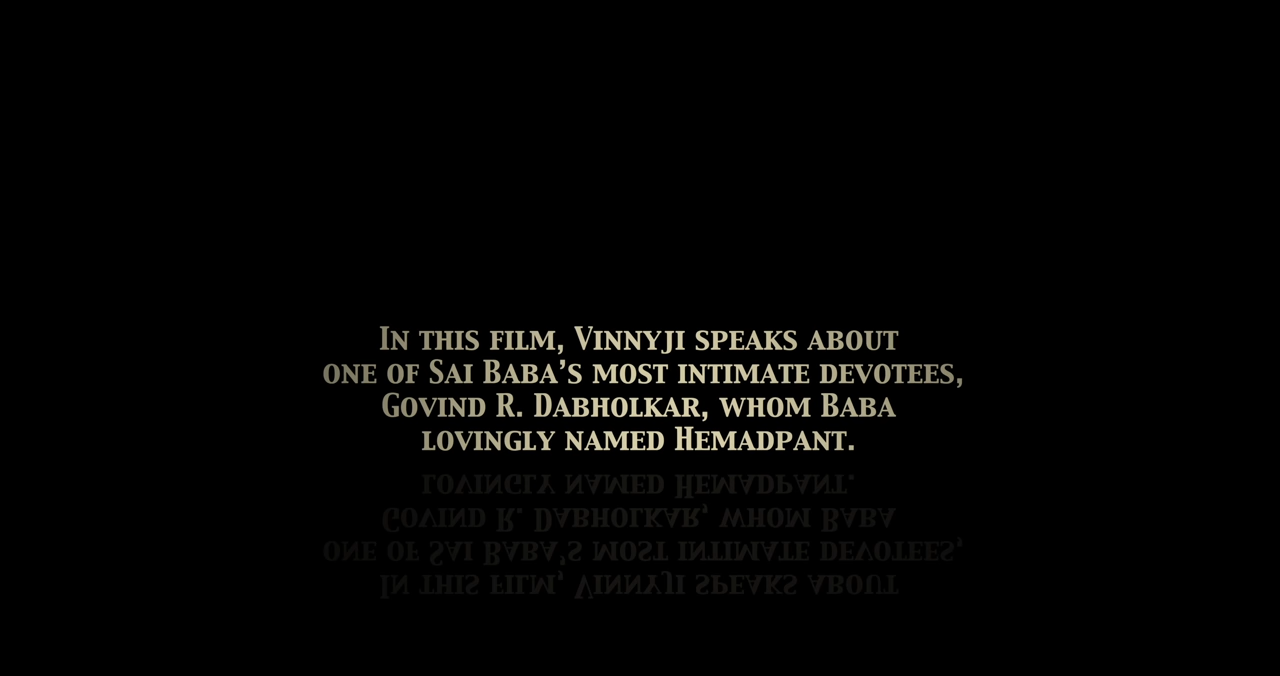 In this film, Vinnyji speaks about
one of Sai Baba’s most intimate devotees,
Govind R. Dabholkar, whom Baba
lovingly named Hemadpant.